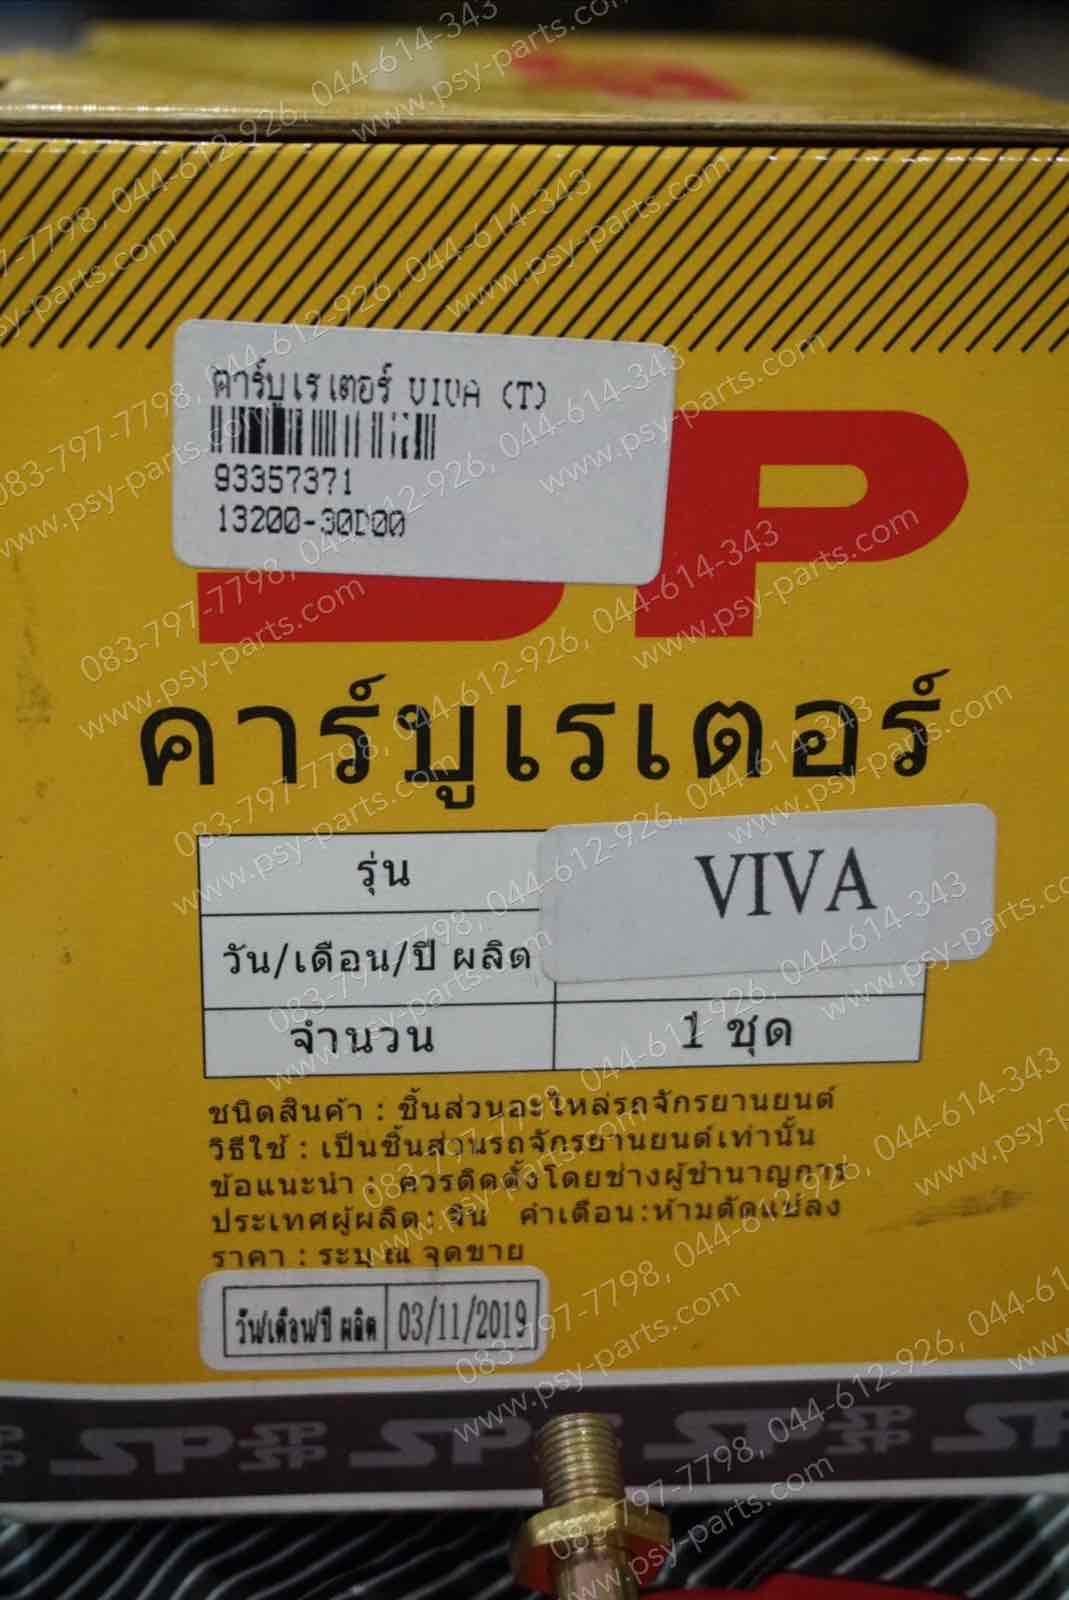 คาร์บูเรเตอร์ VIVA (T)
93357371
13200-30D00
SP
คาร์บูเรเตอร์
รุ่น VIVA
วัน/เดือน/ปี ผลิต
จำนวน 1 ชุด
ชนิดสินค้า : ชิ้นส่วนอะไหล่รถจักรยานยนต์
วิธีใช้ : เป็นชิ้นส่วนรถจักรยานยนต์เท่านั้น
ข้อแนะนำ : ควรติดตั้งโดยช่างผู้ชำนาญการ
ประเทศผู้ผลิต : จีน คำเตือน : ห้ามดัดแปลง
ราคา : ระบุ ณ จุดขาย
วัน/เดือน/ปี ผลิต 03/11/2019
SP SP SP SP SP SP SP SP
083-797-7798, 044-612-926, 044-614-343
www.psy-parts.com